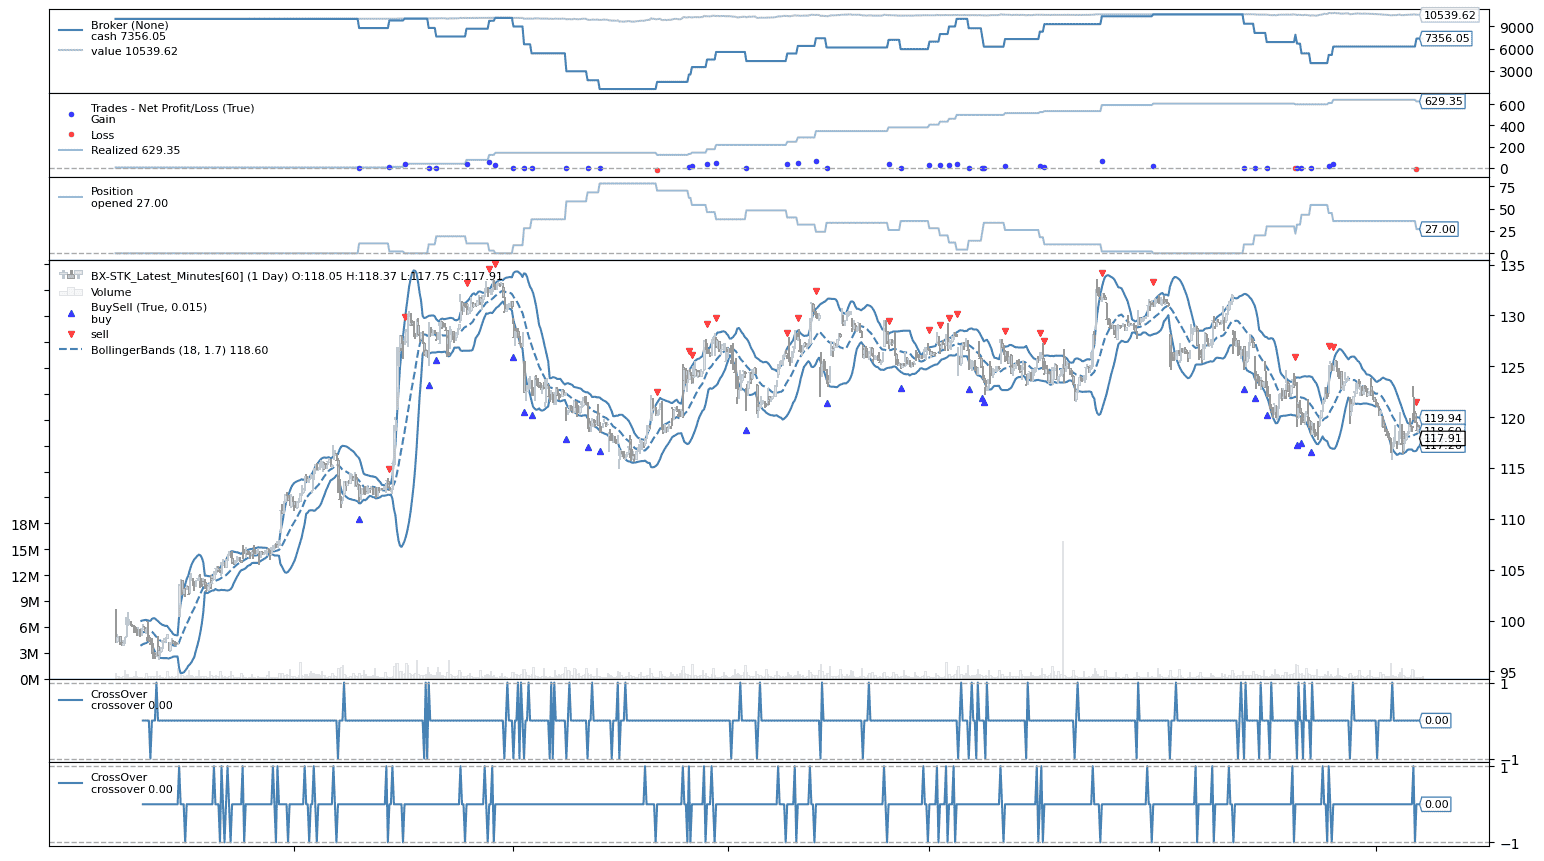 Broker (None)
cash 7356.05
value 10539.62
10539.62
9000
7356.05
6000
3000
Trades - Net Profit/Loss (True)
Gain
Loss
Realized 629.35
629.35
600
400
200
0
Position
opened 27.00
75
50
27.00
25
0
BX-STK_Latest_Minutes[60] (1 Day) O:118.05 H:118.37 L:117.75 C:117.91
Volume
BuySell (True, 0.015)
buy
sell
BollingerBands (18, 1.7) 118.60
135
130
125
120
119.94
118.60
117.91
117.26
115
110
105
100
95
18M
15M
12M
9M
6M
3M
0M
CrossOver
crossover 0.00
1
0.00
−1
CrossOver
crossover 0.00
1
0.00
−1